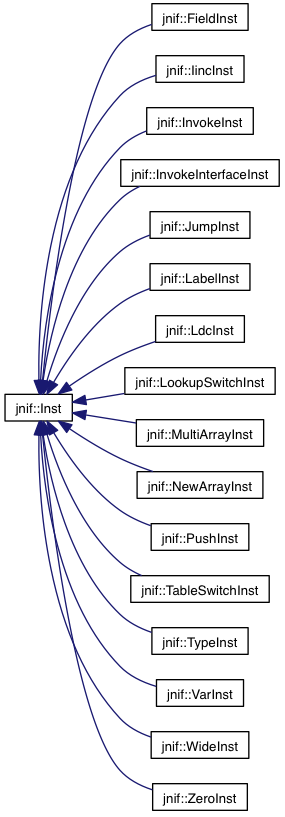 jnif::FieldInst
jnif::IincInst
jnif::InvokeInst
jnif::InvokeInterfaceInst
jnif::JumpInst
jnif::LabelInst
jnif::LdcInst
jnif::LookupSwitchInst
jnif::Inst
jnif::MultiArrayInst
jnif::NewArrayInst
jnif::PushInst
jnif::TableSwitchInst
jnif::TypeInst
jnif::VarInst
jnif::WideInst
jnif::ZeroInst